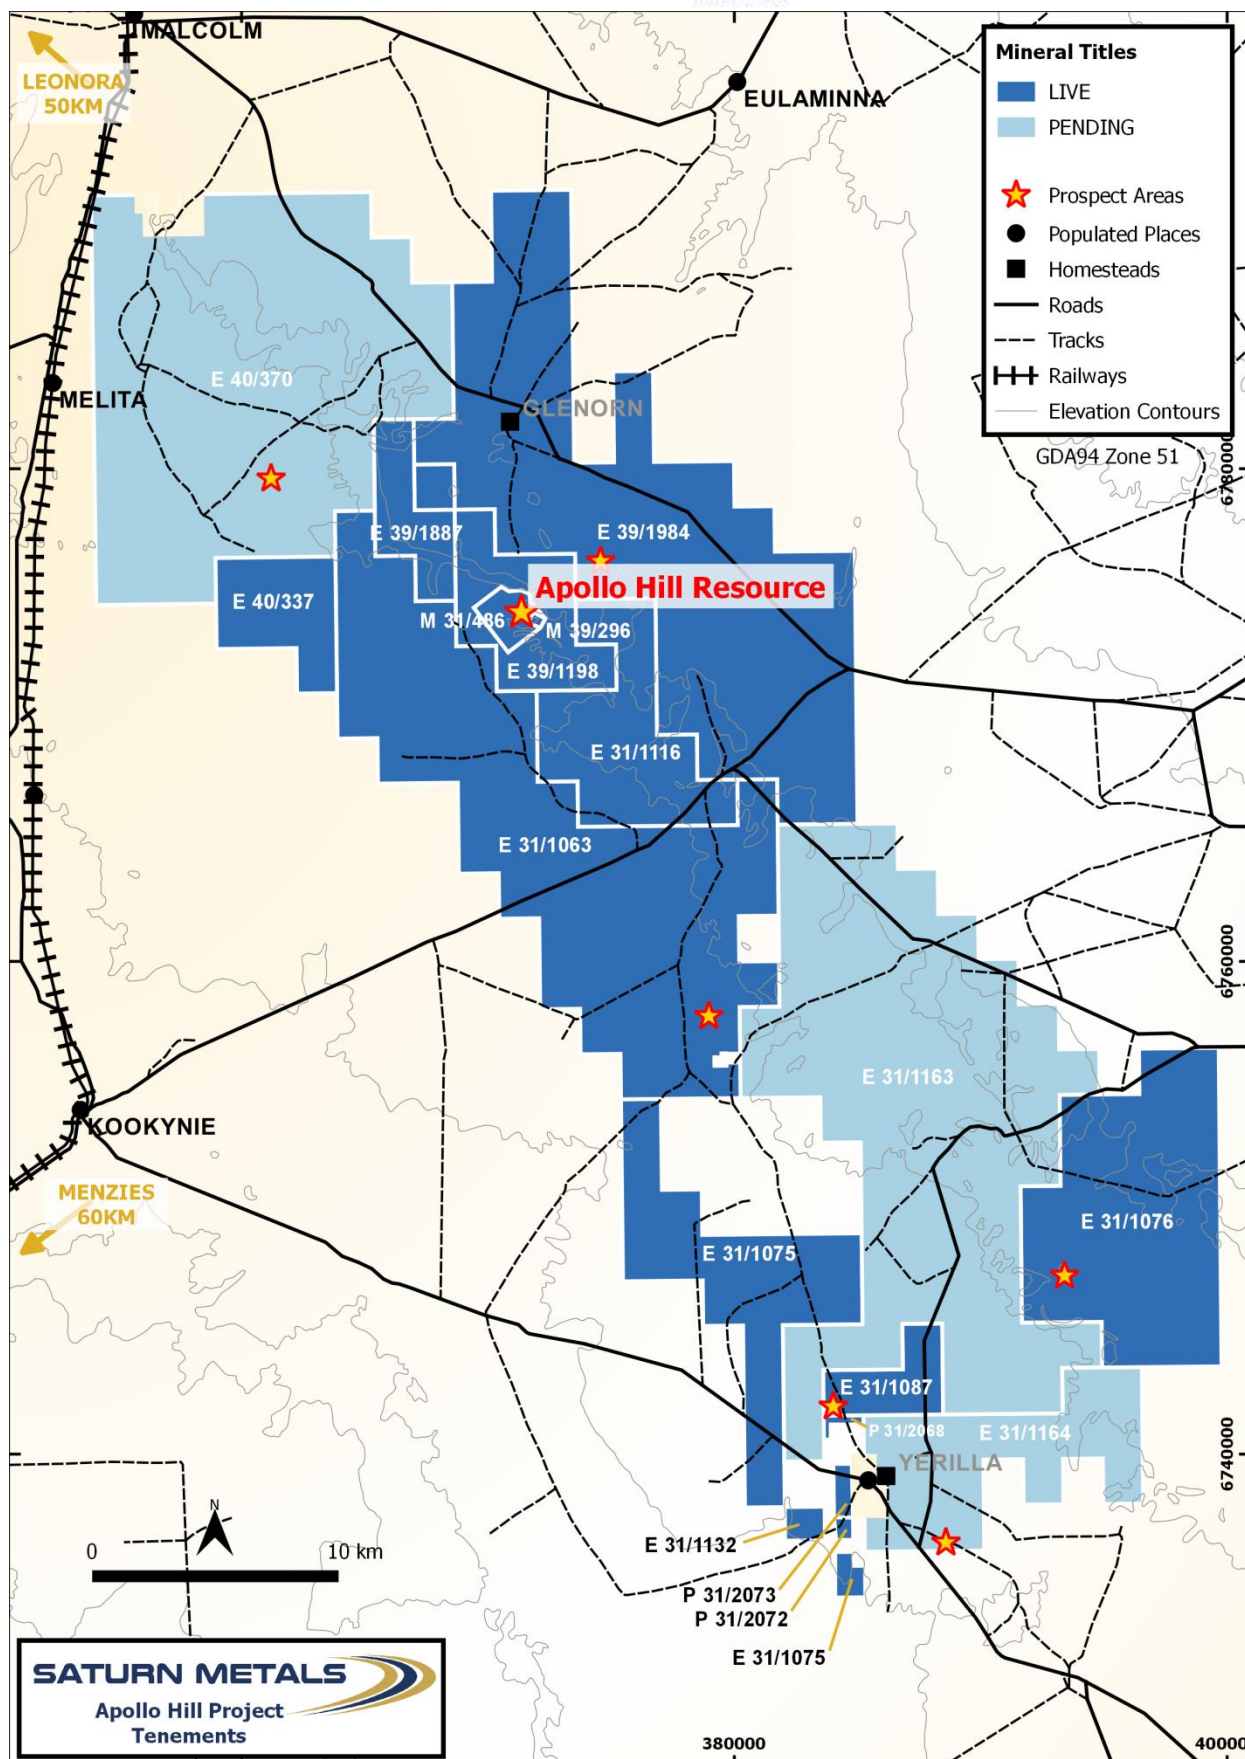 MALCOLM
LEONORA
50KM
EULAMINNA
Mineral Titles
LIVE
PENDING
Prospect Areas
Populated Places
Homesteads
Roads
Tracks
Railways
Elevation Contours
GDA94 Zone 51
6780000
E 40/370
MELITA
GLENORN
E 39/1887
E 39/1984
Apollo Hill Resource
E 40/337
M 31/486
M 39/296
E 39/1198
E 31/1116
E 31/1063
6760000
E 31/1163
KOOKYNIE
MENZIES
60KM
E 31/1076
E 31/1075
E 31/1087
P 31/2068
E 31/1164
YERILLA
6740000
N
0
10 km
E 31/1132
P 31/2073
P 31/2072
E 31/1075
SATURN METALS
Apollo Hill Project
Tenements
380000
40000